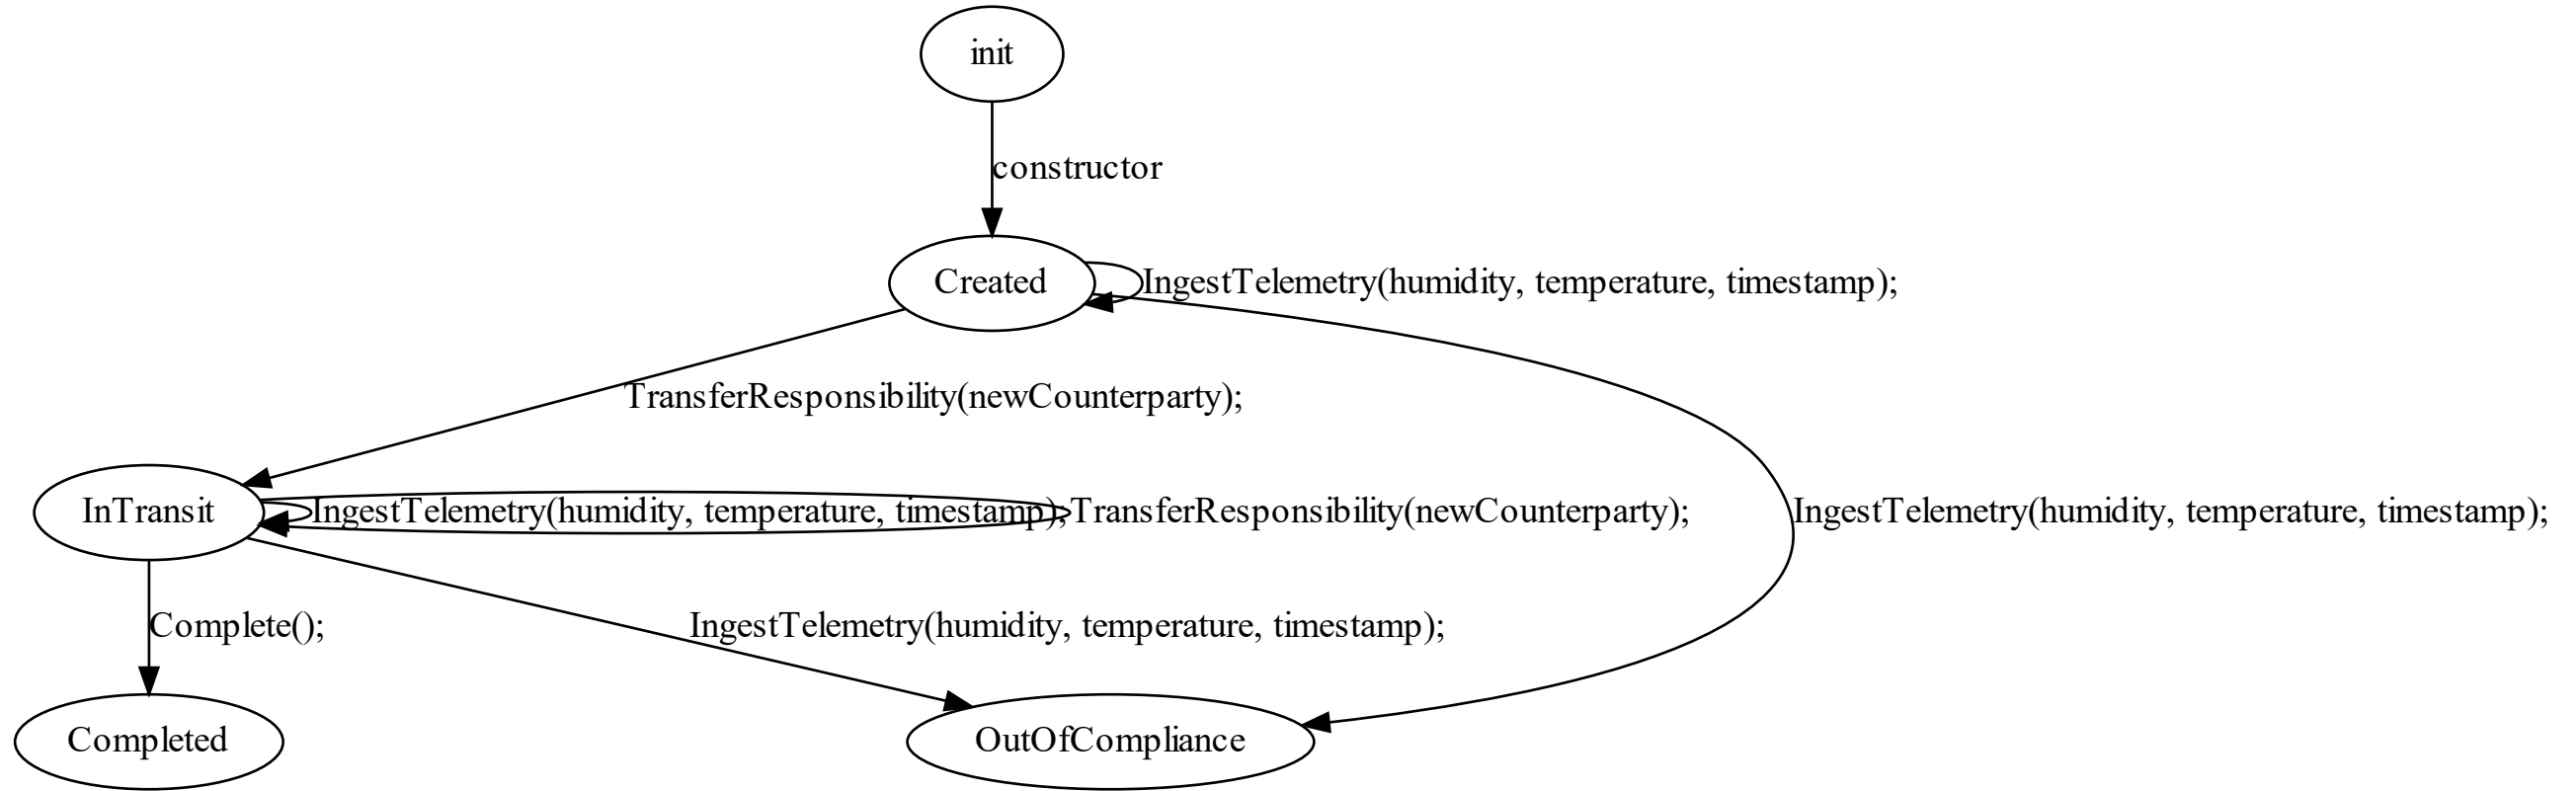 init
constructor
Created
IngestTelemetry(humidity, temperature, timestamp);
TransferResponsibility(newCounterparty);
InTransit
IngestTelemetry(humidity, temperature, timestamp);
TransferResponsibility(newCounterparty);
IngestTelemetry(humidity, temperature, timestamp);
Complete();
IngestTelemetry(humidity, temperature, timestamp);
Completed
OutOfCompliance